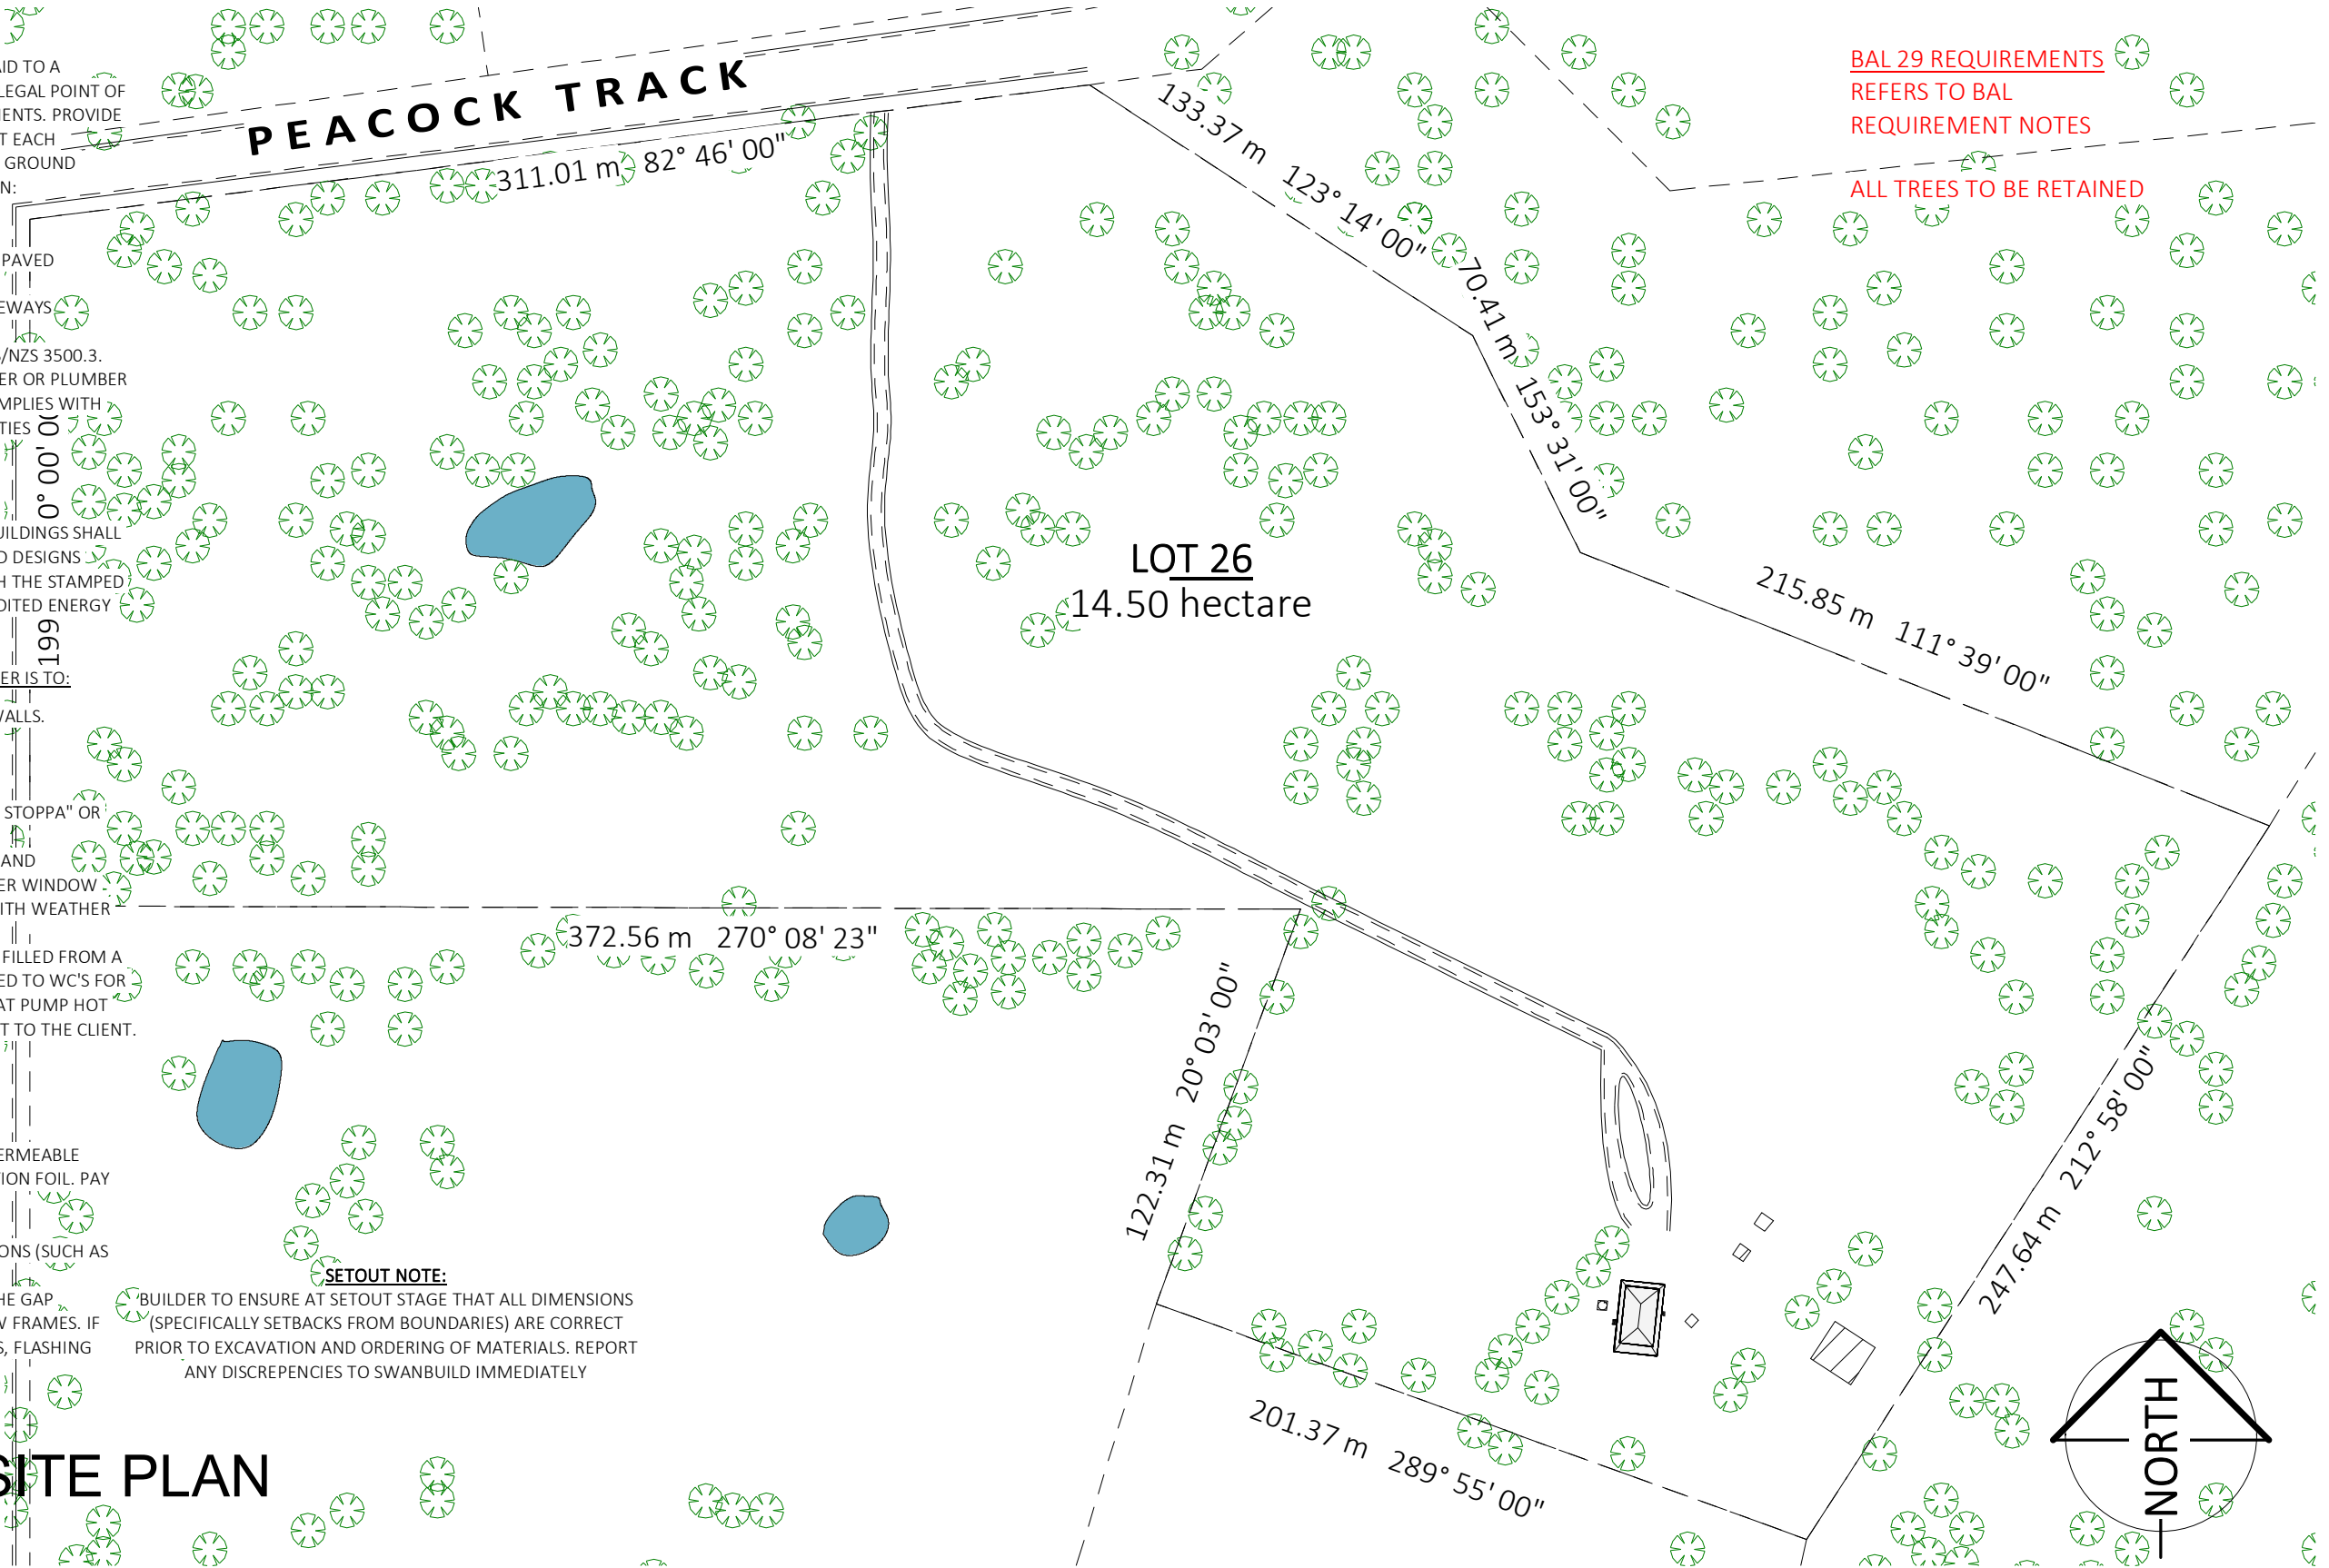 AID TO A
LEGAL POINT OF
MENTS. PROVIDE
T EACH
GROUND
N:
PAVED
EWAYS
S/NZS 3500.3.
ER OR PLUMBER
MPLIES WITH
TIES
UILDINGS SHALL
D DESIGNS
H THE STAMPED
DITED ENERGY
ER IS TO:
WALLS.
STOPPA" OR
AND
ER WINDOW
ITH WEATHER
FILLED FROM A
ED TO WC'S FOR
AT PUMP HOT
T TO THE CLIENT.
ERMEABLE
TION FOIL. PAY
ONS (SUCH AS
HE GAP
W FRAMES. IF
S, FLASHING
PEACOCK TRACK
311.01 m 82° 46' 00"
133.37 m 123° 14' 00"
70.41 m 153° 31' 00"
215.85 m 111° 39' 00"
BAL 29 REQUIREMENTS
REFERS TO BAL
REQUIREMENT NOTES
ALL TREES TO BE RETAINED
199 0° 00' 00
LOT 26
14.50 hectare
372.56 m 270° 08' 23"
122.31 m 20° 03' 00"
247.64 m 212° 58' 00"
201.37 m 289° 55' 00"
SETOUT NOTE:
BUILDER TO ENSURE AT SETOUT STAGE THAT ALL DIMENSIONS
(SPECIFICALLY SETBACKS FROM BOUNDARIES) ARE CORRECT
PRIOR TO EXCAVATION AND ORDERING OF MATERIALS. REPORT
ANY DISCREPENCIES TO SWANBUILD IMMEDIATELY
SITE PLAN
NORTH